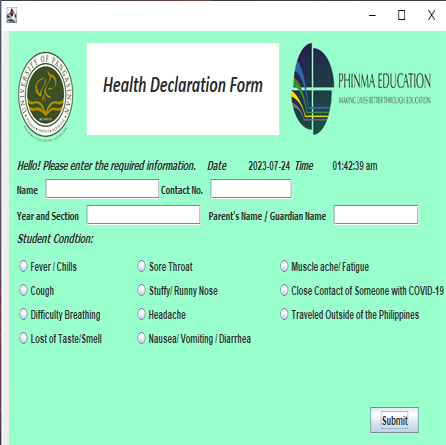 UNIVERSITY OF PANGASINAN
Health Declaration Form
PHINMA EDUCATION
MAKING LIVES BETTER THROUGH EDUCATION
Hello! Please enter the required information. Date 2023-07-24 Time 01:42:39 am
Name Contact No.
Year and Section Parent's Name / Guardian Name
Student Condtion:
Fever / Chills Sore Throat Muscle ache/ Fatigue
Cough Stuffy/ Runny Nose Close Contact of Someone with COVID-19
Difficulty Breathing Headache Traveled Outside of the Philippines
Lost of Taste/Smell Nausea/ Vomiting / Diarrhea
Submit